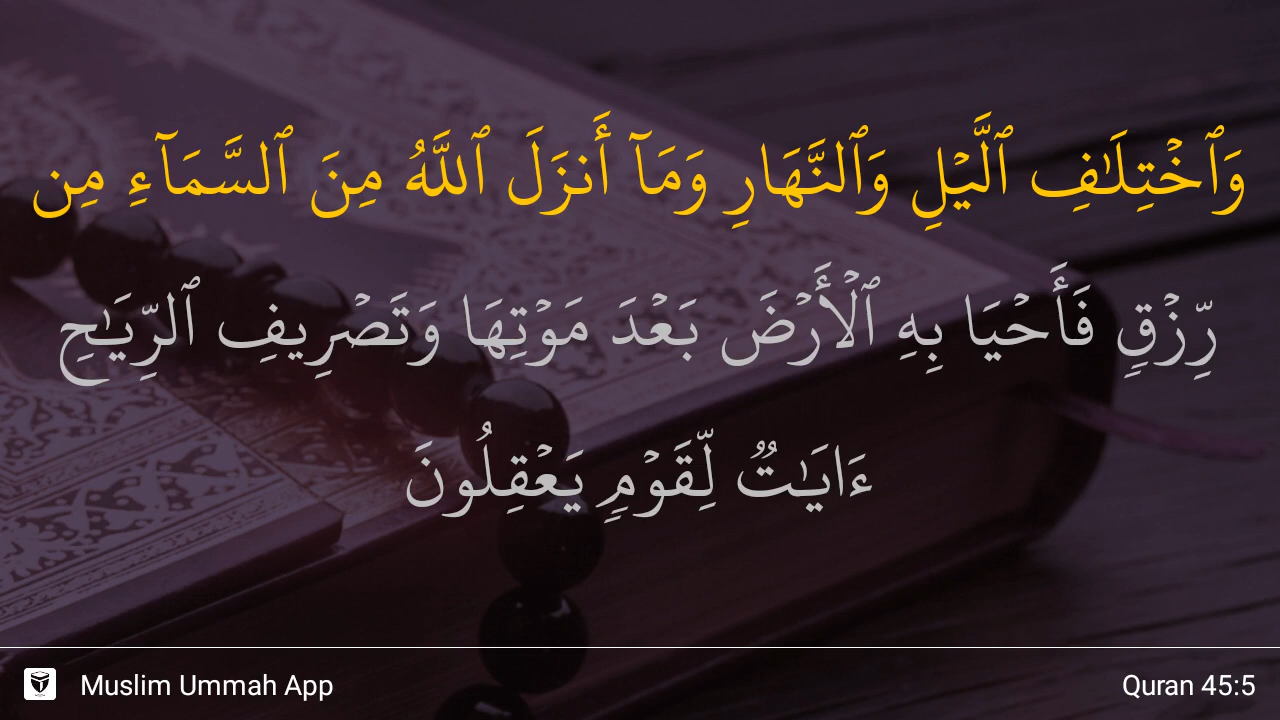 وَٱخْتِلَـٰفِ ٱلَّيْلِ وَٱلنَّهَارِ وَمَآ أَنزَلَ ٱللَّهُ مِنَ ٱلسَّمَآءِ مِن
رِّزْقٍ فَأَحْيَا بِهِ ٱلْأَرْضَ بَعْدَ مَوْتِهَا وَتَصْرِيفِ ٱلرِّيَـٰحِ
ءَايَـٰتٌ لِّقَوْمٍ يَعْقِلُونَ
Muslim Ummah App
Quran 45:5